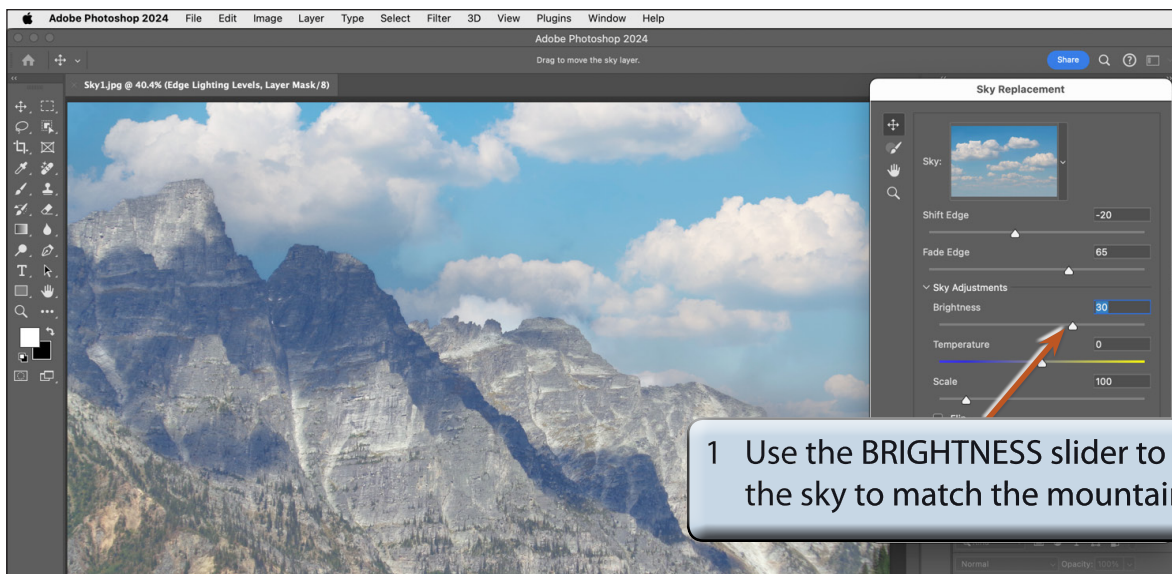 Adobe Photoshop 2024 File Edit Image Layer Type Select Filter 3D View Plugins Window Help
Adobe Photoshop 2024
Drag to move the sky layer.
Share
Sky1.jpg @ 40.4% (Edge Lighting Levels, Layer Mask/8)
Sky Replacement
Sky:
Shift Edge -20
Fade Edge 65
Sky Adjustments
Brightness 30
Temperature 0
Scale 100
Flip
1 Use the BRIGHTNESS slider to
the sky to match the mountai
Normal Opacity: 100%